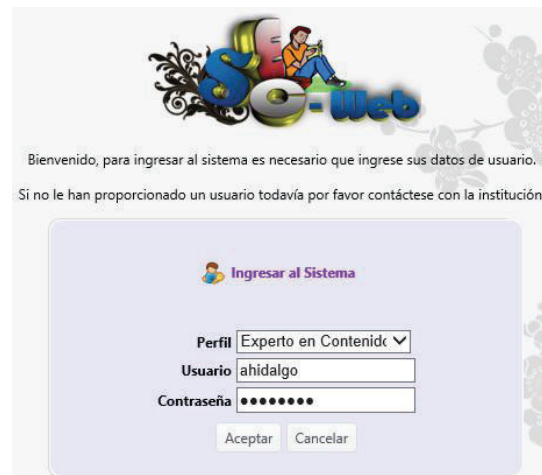 SEC-Web
Bienvenido, para ingresar al sistema es necesario que ingrese sus datos de usuario.
Si no le han proporcionado un usuario todavía por favor contáctese con la institución
Ingresar al Sistema
Perfil Experto en Contenido
Usuario ahidalgo
Contraseña ●●●●●●●●
Aceptar Cancelar